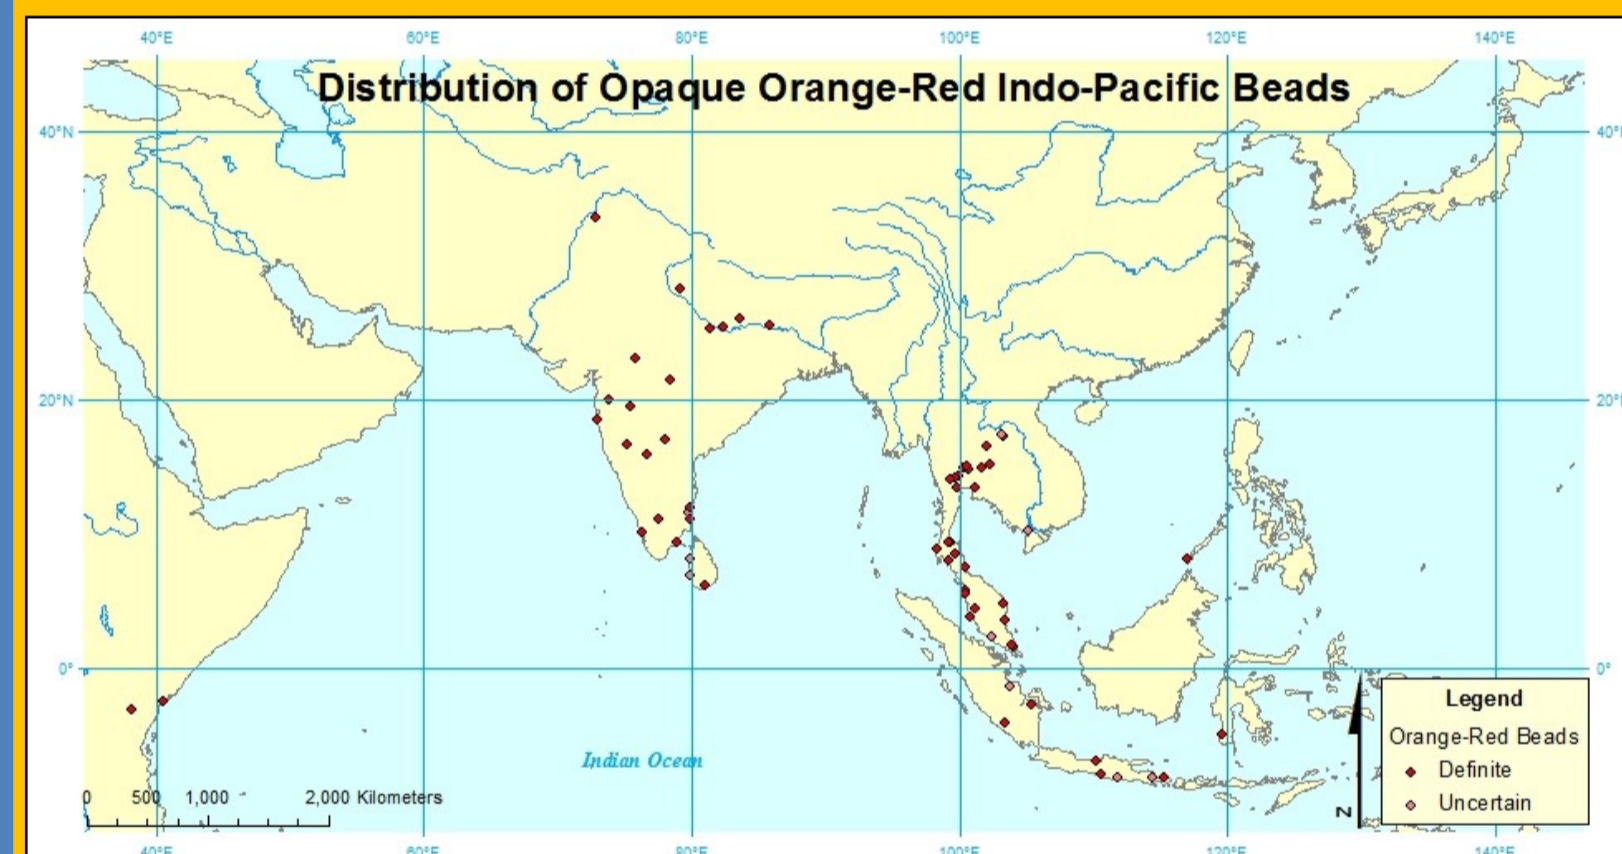 40°E 60°E 80°E 100°E 120°E 140°E
Distribution of Opaque Orange-Red Indo-Pacific Beads
40°N 40°
20°N 20°
0° 0°
Legend
Orange-Red Beads
Definite
Uncertain
Indian Ocean
0 500 1,000 2,000 Kilometers
N
40°E 60°E 80°E 100°E 120°E 140°E